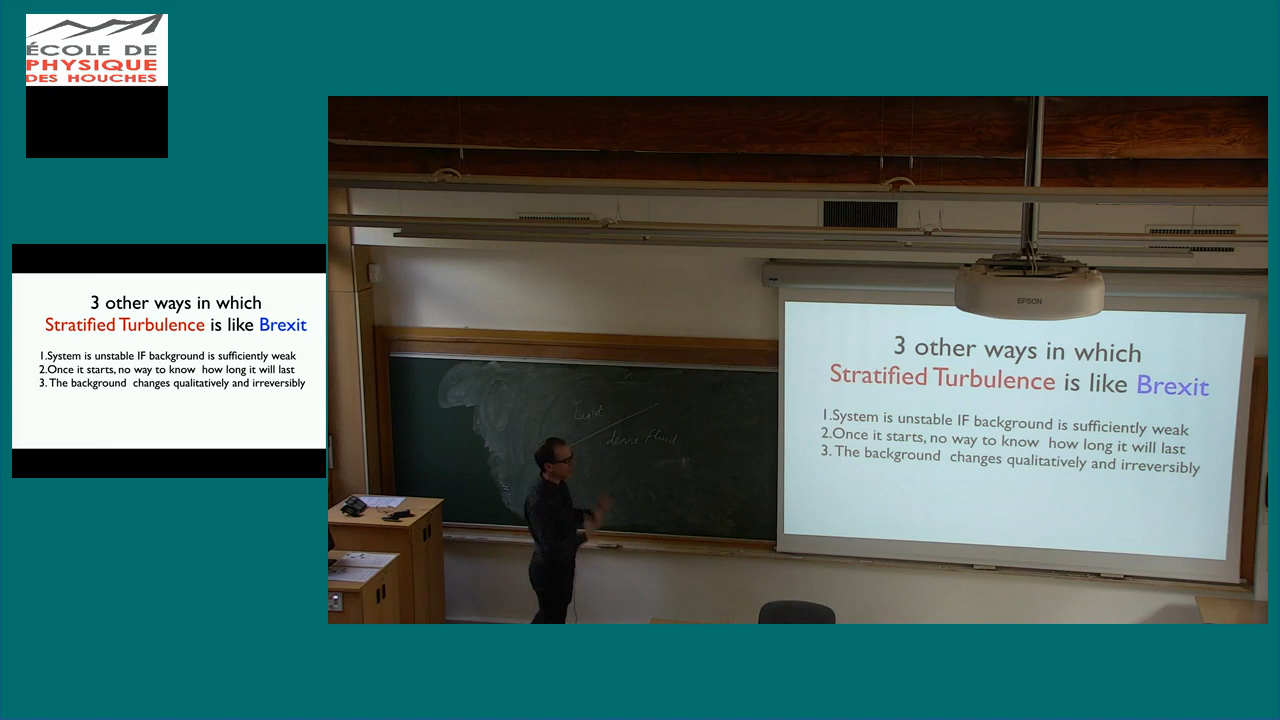 ÉCOLE DE
PHYSIQUE
DES HOUCHES
3 other ways in which
Stratified Turbulence is like Brexit
1.System is unstable IF background is sufficiently weak
2.Once it starts, no way to know how long it will last
3. The background changes qualitatively and irreversibly
EPSON
3 other ways in which
Stratified Turbulence is like Brexit
1.System is unstable IF background is sufficiently weak
2.Once it starts, no way to know how long it will last
3. The background changes qualitatively and irreversibly
Light
dense fluid